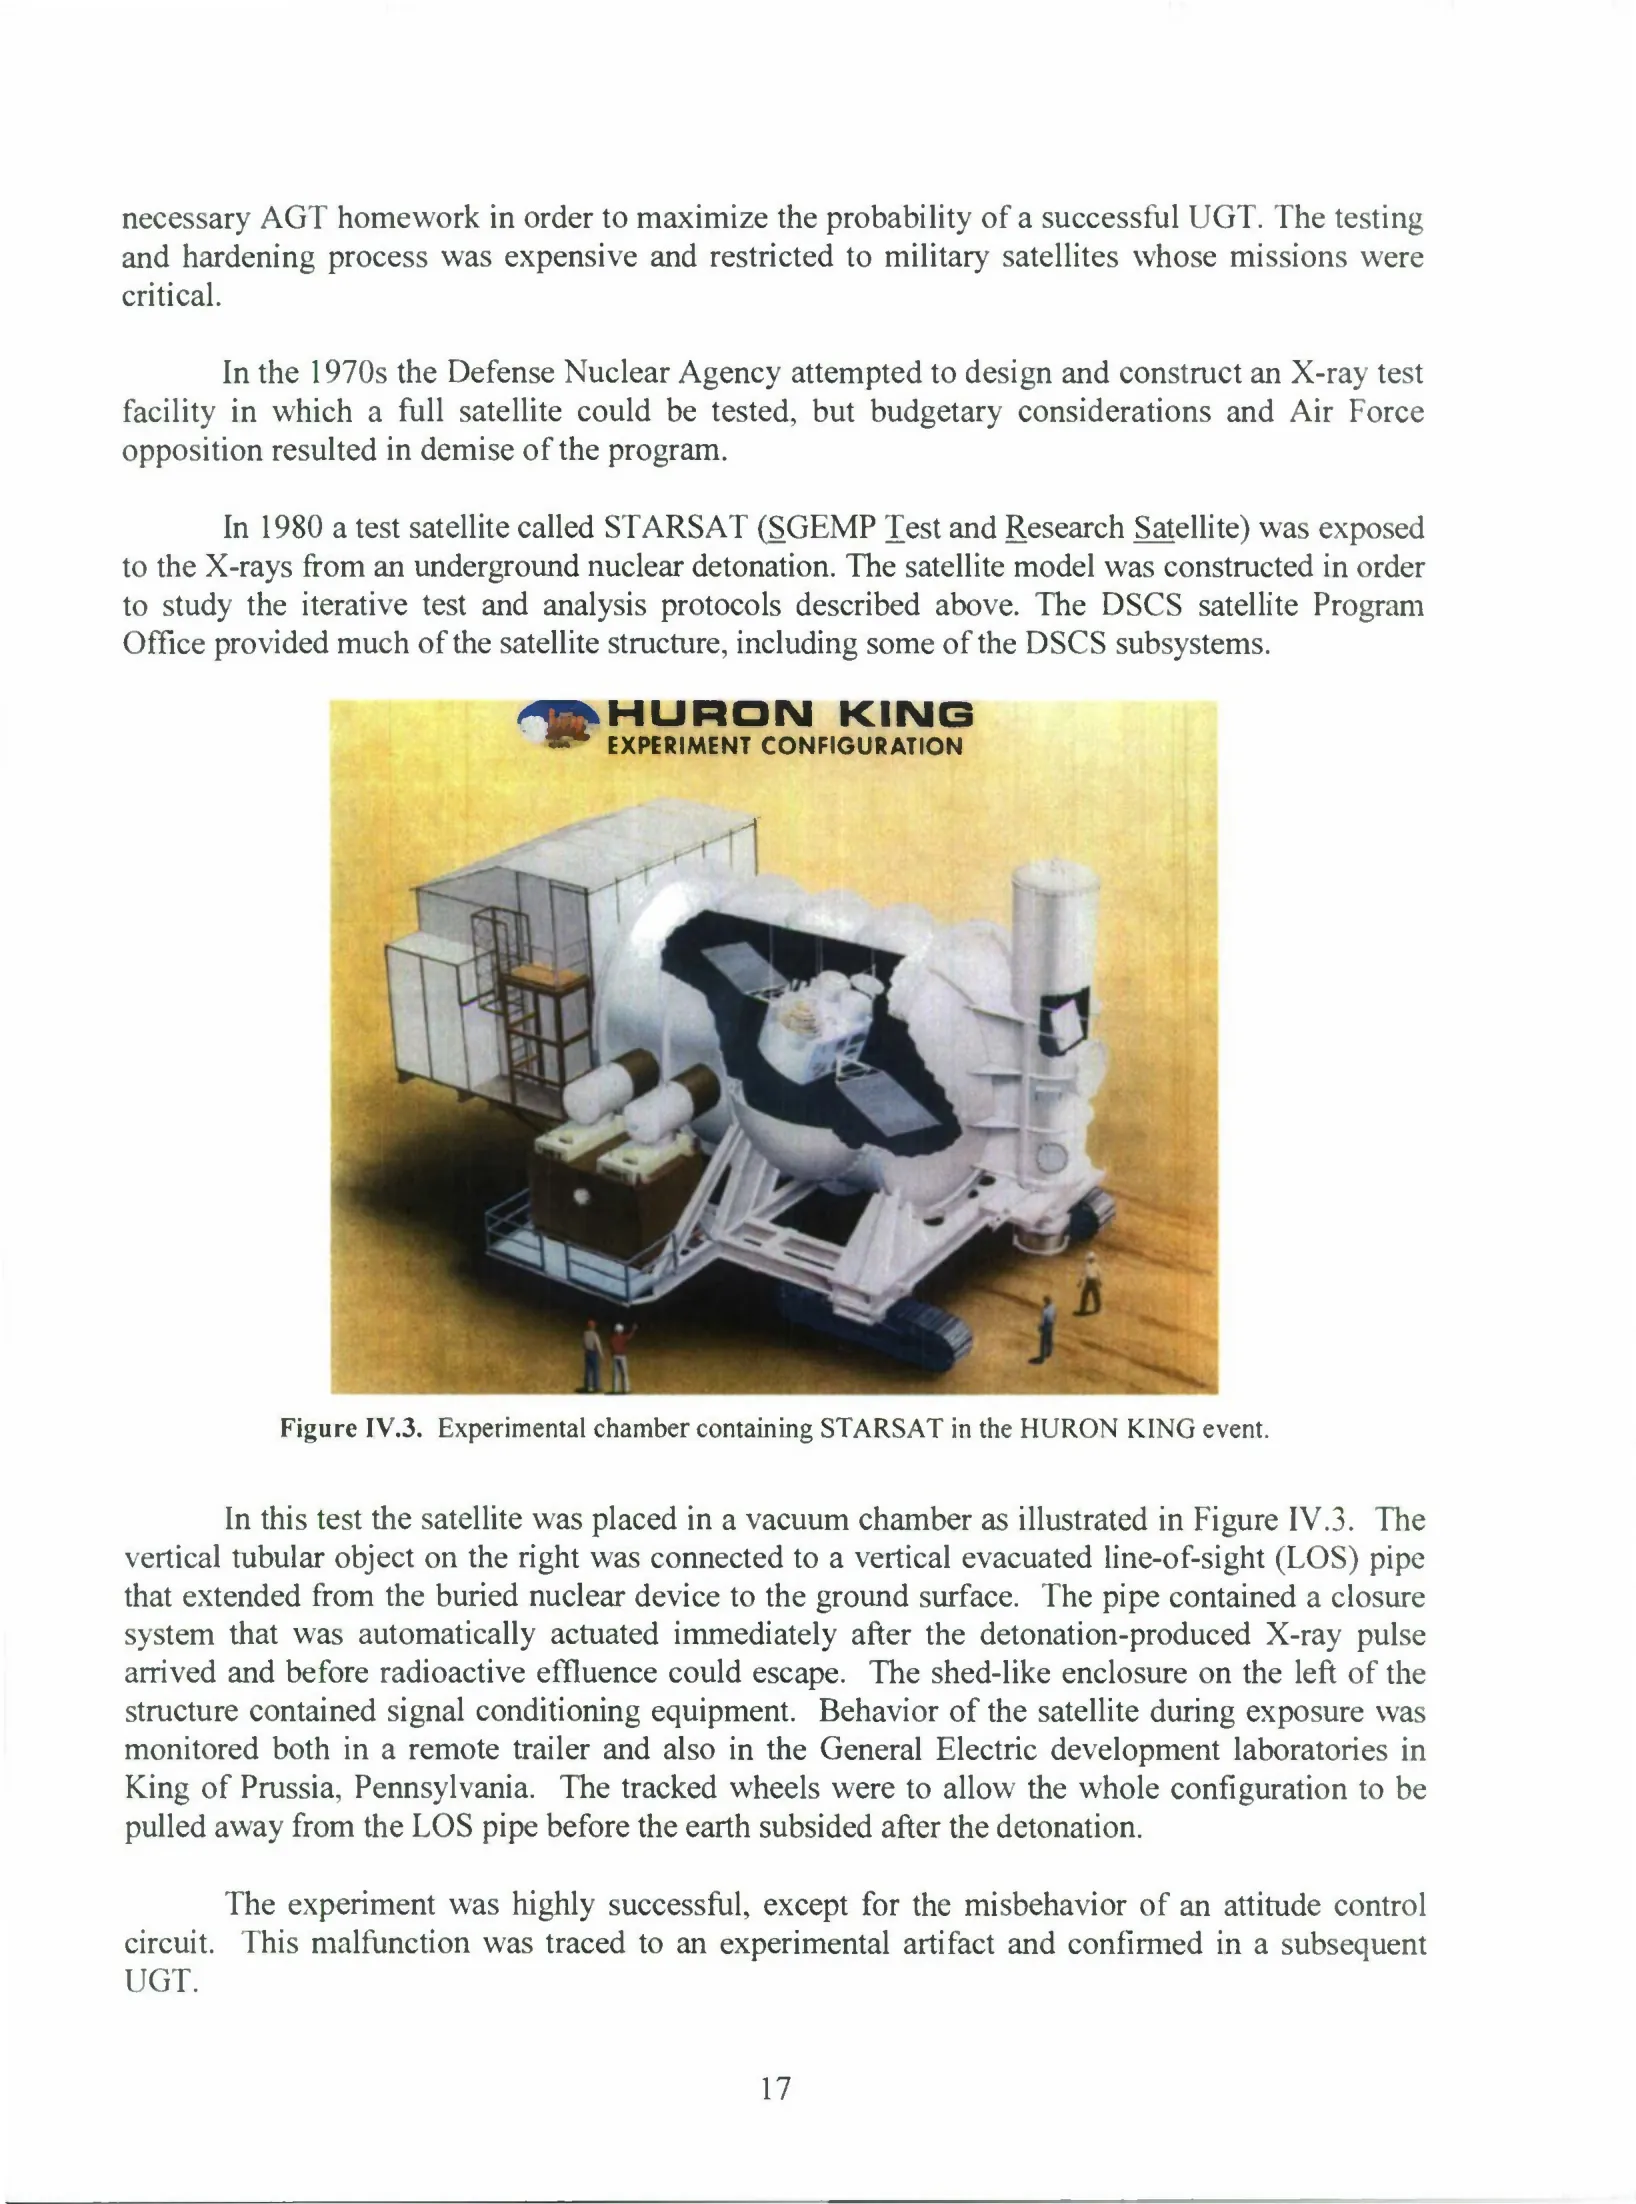 necessary AGT homework in order to maximize the probability of a successful UGT. The testing
and hardening process was expensive and restricted to military satellites whose missions were
critical.
In the 1970s the Defense Nuclear Agency attempted to design and construct an X-ray test
facility in which a full satellite could be tested, but budgetary considerations and Air Force
opposition resulted in demise of the program.
In 1980 a test satellite called STARSAT (SGEMP Test and Research Satellite) was exposed
to the X-rays from an underground nuclear detonation. The satellite model was constructed in order
to study the iterative test and analysis protocols described above. The DSCS satellite Program
Office provided much of the satellite structure, including some of the DSCS subsystems.
HURON KING
EXPERIMENT CONFIGURATION
Figure IV.3. Experimental chamber containing STARSAT in the HURON KING event.
In this test the satellite was placed in a vacuum chamber as illustrated in Figure IV.3. The
vertical tubular object on the right was connected to a vertical evacuated line-of-sight (LOS) pipe
that extended from the buried nuclear device to the ground surface. The pipe contained a closure
system that was automatically actuated immediately after the detonation-produced X-ray pulse
arrived and before radioactive effluence could escape. The shed-like enclosure on the left of the
structure contained signal conditioning equipment. Behavior of the satellite during exposure was
monitored both in a remote trailer and also in the General Electric development laboratories in
King of Prussia, Pennsylvania. The tracked wheels were to allow the whole configuration to be
pulled away from the LOS pipe before the earth subsided after the detonation.
The experiment was highly successful, except for the misbehavior of an attitude control
circuit. This malfunction was traced to an experimental artifact and confirmed in a subsequent
UGT.
17